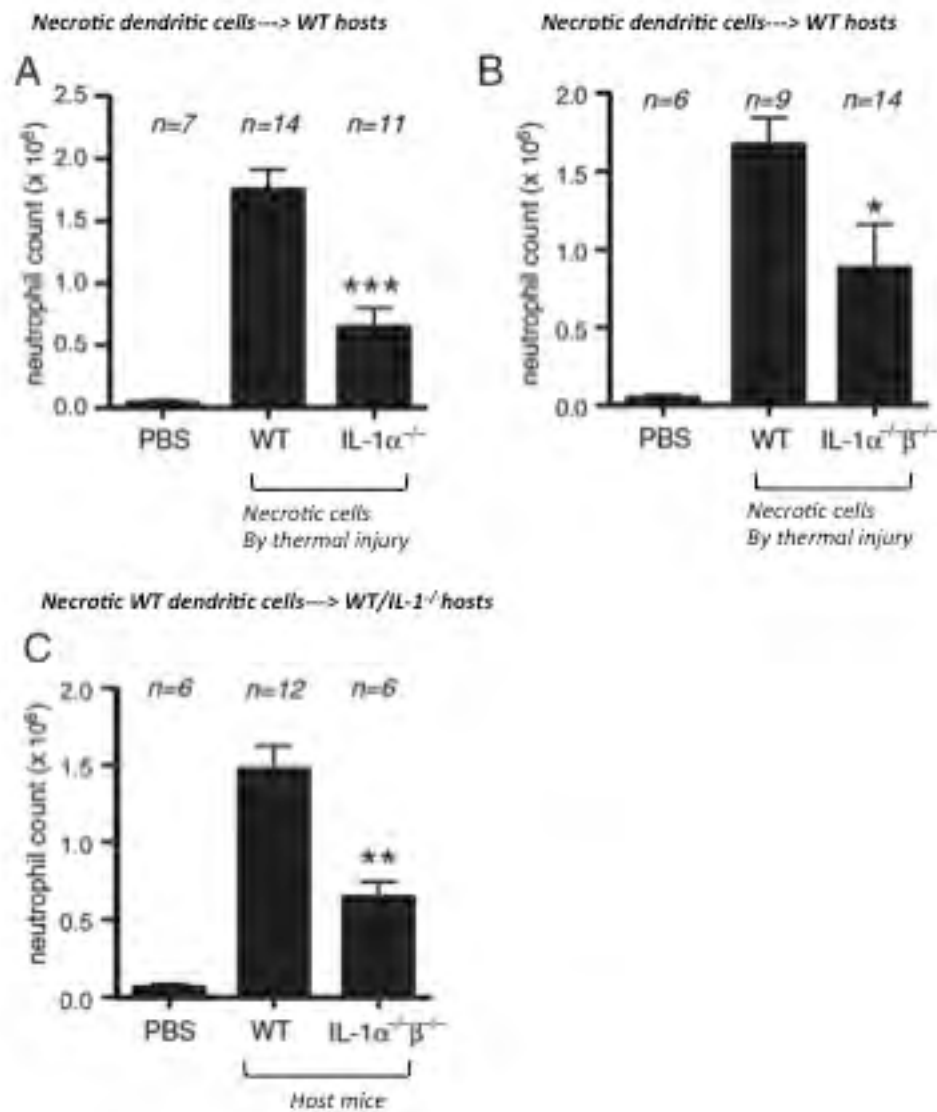 Necrotic dendritic cells---> WT hosts
A
n=7 n=14 n=11
neutrophil count (x 10⁶)
2.5
2.0
1.5
1.0
0.5
0.0
***
PBS WT IL-1α⁻/⁻
Necrotic cells
By thermal injury
Necrotic dendritic cells---> WT hosts
B
n=6 n=9 n=14
neutrophil count (x 10⁶)
2.0
1.5
1.0
0.5
0.0
*
PBS WT IL-1α⁻/⁻β⁻/⁻
Necrotic cells
By thermal injury
Necrotic WT dendritic cells---> WT/IL-1⁻/⁻ hosts
C
n=6 n=12 n=6
neutrophil count (x 10⁶)
2.0
1.5
1.0
0.5
0.0
**
PBS WT IL-1α⁻/⁻β⁻/⁻
Host mice